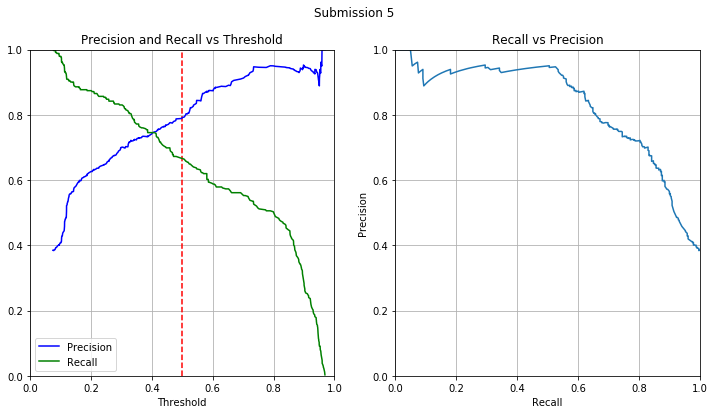 Submission 5
Precision and Recall vs Threshold
1.0
0.8
0.6
0.4
0.2
0.0
Precision
Recall
0.0 0.2 0.4 0.6 0.8 1.0
Threshold
Recall vs Precision
Precision
1.0
0.8
0.6
0.4
0.2
0.0
0.0 0.2 0.4 0.6 0.8 1.0
Recall